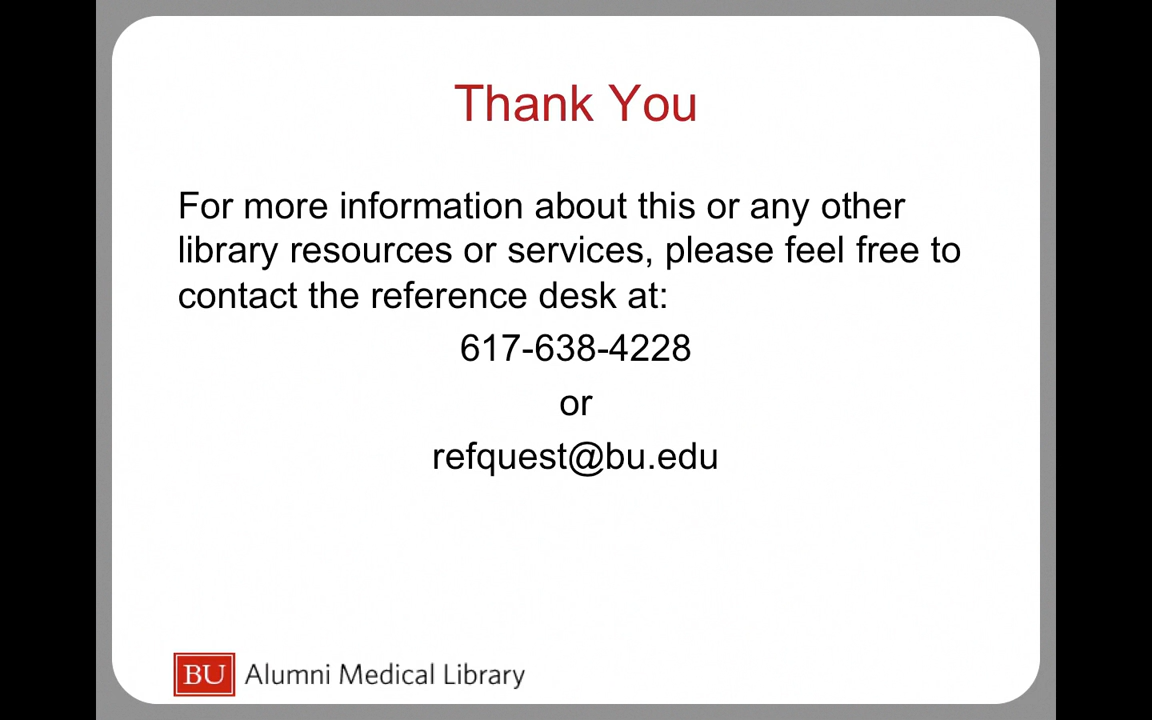 Thank You
For more information about this or any other
library resources or services, please feel free to
contact the reference desk at:
617-638-4228
or
refquest@bu.edu
BU Alumni Medical Library